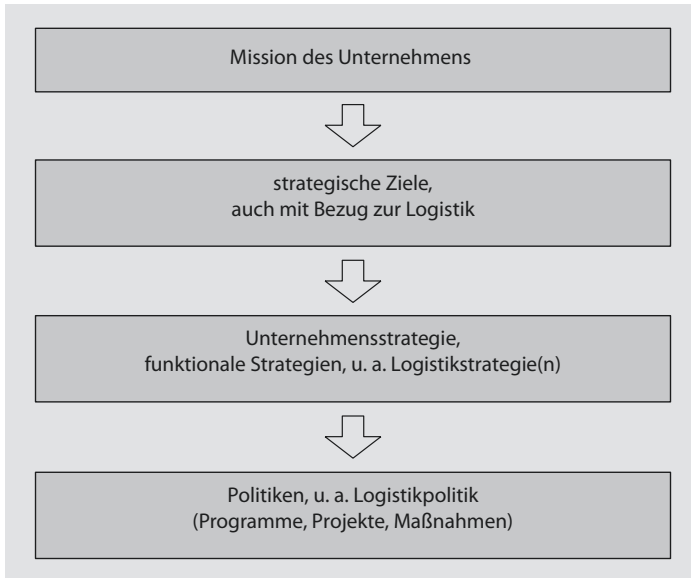 Mission des Unternehmens
strategische Ziele,
auch mit Bezug zur Logistik
Unternehmensstrategie,
funktionale Strategien, u. a. Logistikstrategie(n)
Politiken, u. a. Logistikpolitik
(Programme, Projekte, Maßnahmen)